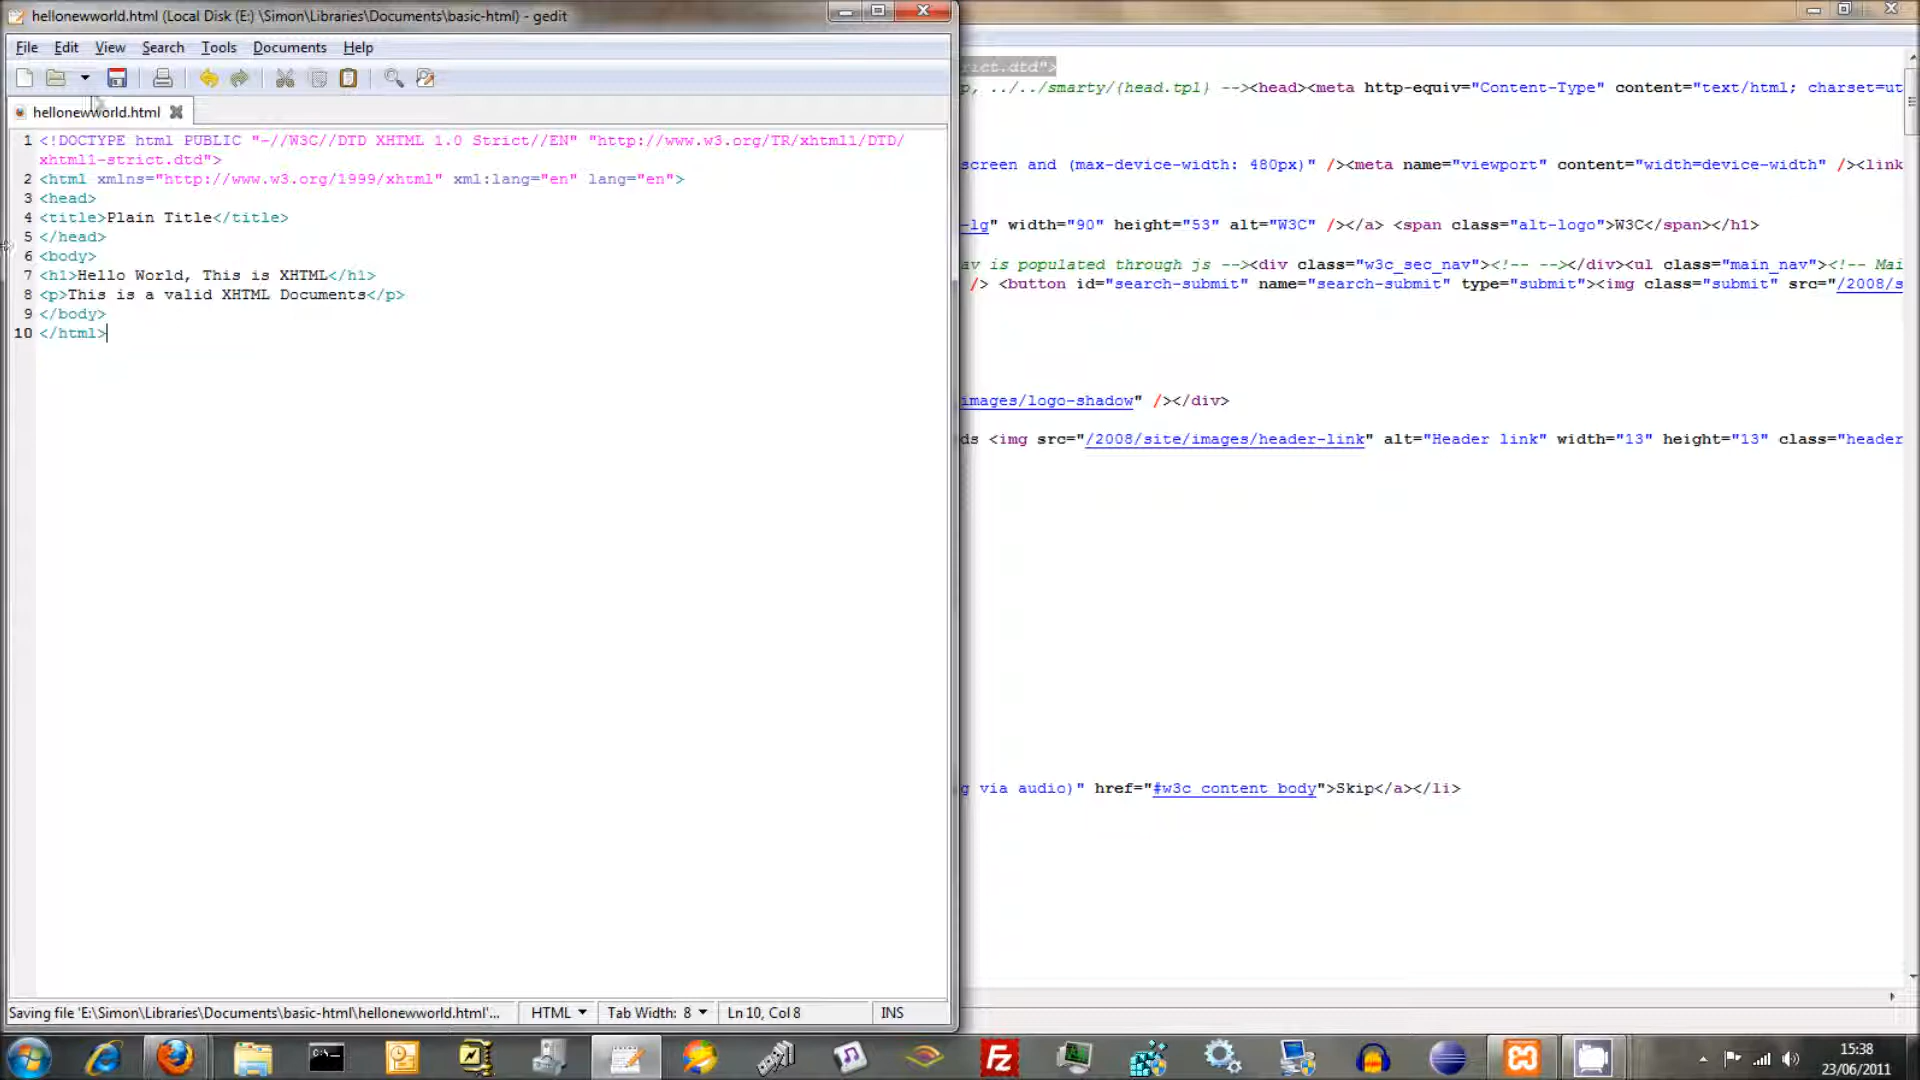 hellonewworld.html (Local Disk (E:) \Simon\Libraries\Documents\basic-html) - gedit
File Edit View Search Tools Documents Help
hellonewworld.html
1 <!DOCTYPE html PUBLIC "-//W3C//DTD XHTML 1.0 Strict//EN" "http://www.w3.org/TR/xhtml1/DTD/
xhtml1-strict.dtd">
2 <html xmlns="http://www.w3.org/1999/xhtml" xml:lang="en" lang="en">
3 <head>
4 <title>Plain Title</title>
5 </head>
6 <body>
7 <h1>Hello World, This is XHTML</h1>
8 <p>This is a valid XHTML Documents</p>
9 </body>
10 </html>
Saving file 'E:\Simon\Libraries\Documents\basic-html\hellonewworld.html'... HTML Tab Width: 8 Ln 10, Col 8 INS
rict.dtd">
p, ../../smarty/{head.tpl} --><head><meta http-equiv="Content-Type" content="text/html; charset=ut
screen and (max-device-width: 480px)" /><meta name="viewport" content="width=device-width" /><link
-lg" width="90" height="53" alt="W3C" /></a> <span class="alt-logo">W3C</span></h1>
av is populated through js --><div class="w3c_sec_nav"><!-- --></div><ul class="main_nav"><!-- Mai
/> <button id="search-submit" name="search-submit" type="submit"><img class="submit" src="/2008/s
images/logo-shadow" /></div>
ds <img src="/2008/site/images/header-link" alt="Header link" width="13" height="13" class="header
g via audio)" href="#w3c_content_body">Skip</a></li>
15:38
23/06/2011